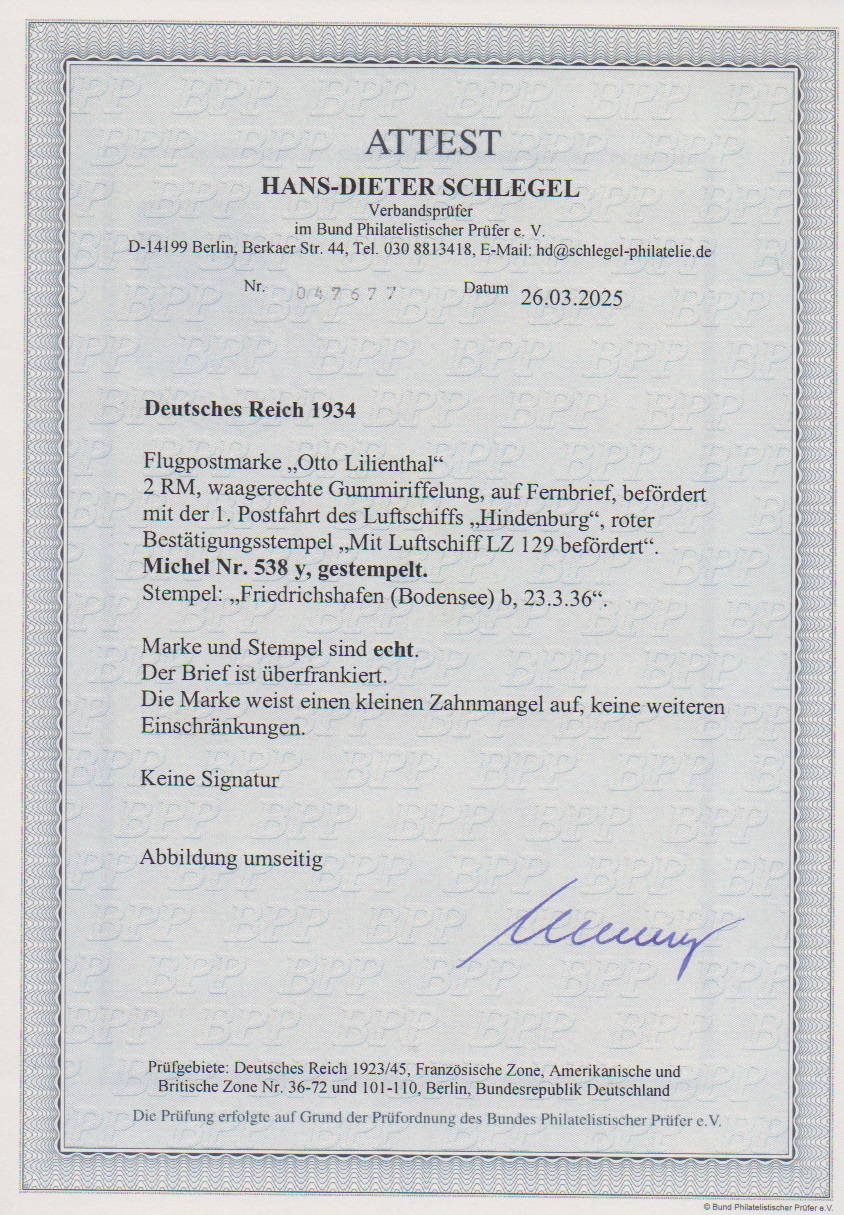 ATTEST
HANS-DIETER SCHLEGEL
Verbandsprüfer
im Bund Philatelistischer Prüfer e. V.
D-14199 Berlin, Berkaer Str. 44, Tel. 030 8813418, E-Mail: hd@schlegel-philatelie.de
Nr. 047677 Datum 26.03.2025
Deutsches Reich 1934
Flugpostmarke „Otto Lilienthal“
2 RM, waagerechte Gummiriffelung, auf Fernbrief, befördert
mit der 1. Postfahrt des Luftschiffs „Hindenburg“, roter
Bestätigungsstempel „Mit Luftschiff LZ 129 befördert“.
Michel Nr. 538 y, gestempelt.
Stempel: „Friedrichshafen (Bodensee) b, 23.3.36“.
Marke und Stempel sind echt.
Der Brief ist überfrankiert.
Die Marke weist einen kleinen Zahnmangel auf, keine weiteren
Einschränkungen.
Keine Signatur
Abbildung umseitig
Prüfgebiete: Deutsches Reich 1923/45, Französische Zone, Amerikanische und
Britische Zone Nr. 36-72 und 101-110, Berlin, Bundesrepublik Deutschland
Die Prüfung erfolgte auf Grund der Prüfordnung des Bundes Philatelistischer Prüfer e.V.
© Bund Philatelistischer Prüfer e.V.